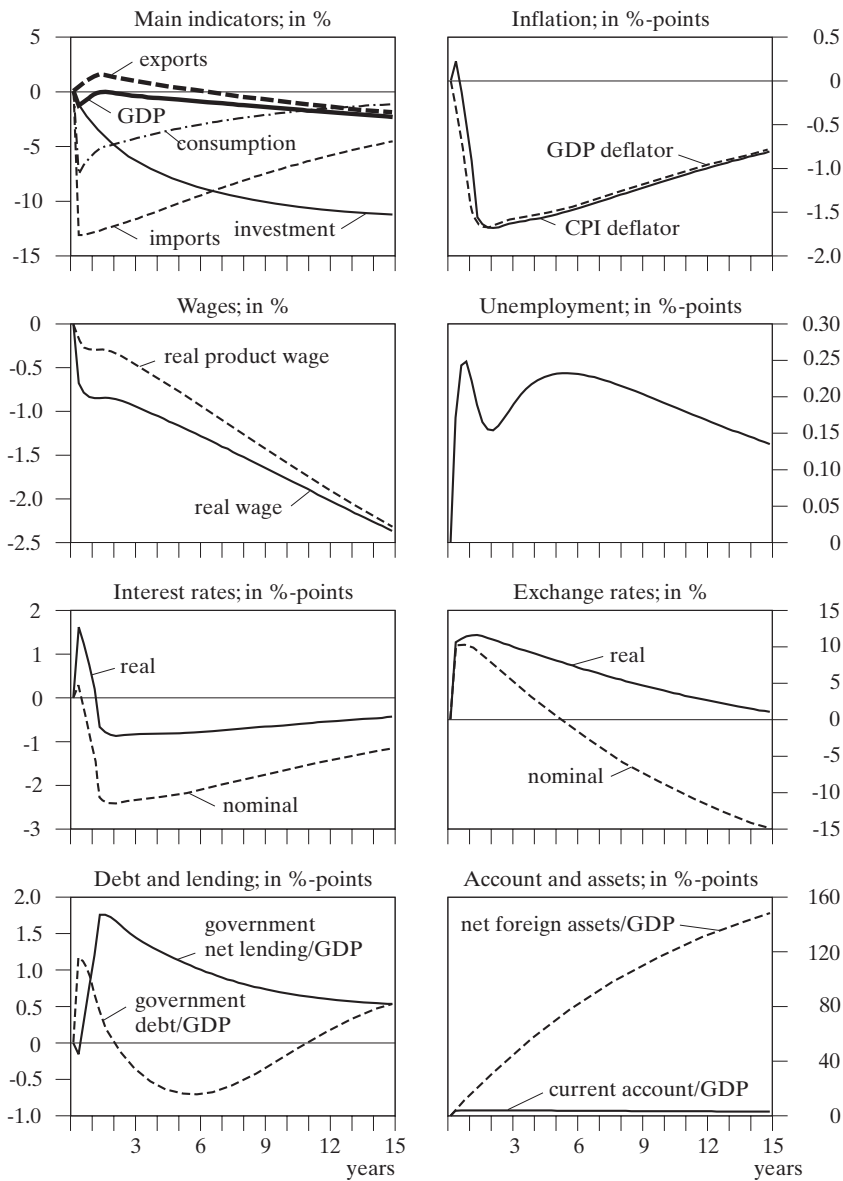 Main indicators; in %
5
0
-5
-10
-15
exports
GDP
consumption
imports
investment
Inflation; in %-points
0.5
0
-0.5
-1.0
-1.5
-2.0
GDP deflator
CPI deflator
Wages; in %
0
-0.5
-1.0
-1.5
-2.0
-2.5
real product wage
real wage
Unemployment; in %-points
0.30
0.25
0.20
0.15
0.10
0.05
0
Interest rates; in %-points
2
1
0
-1
-2
-3
real
nominal
Exchange rates; in %
15
10
5
0
-5
-10
-15
real
nominal
Debt and lending; in %-points
2.0
1.5
1.0
0.5
0
-0.5
-1.0
government
net lending/GDP
government
debt/GDP
3 6 9 12 15
years
Account and assets; in %-points
160
120
80
40
0
net foreign assets/GDP
current account/GDP
3 6 9 12 15
years